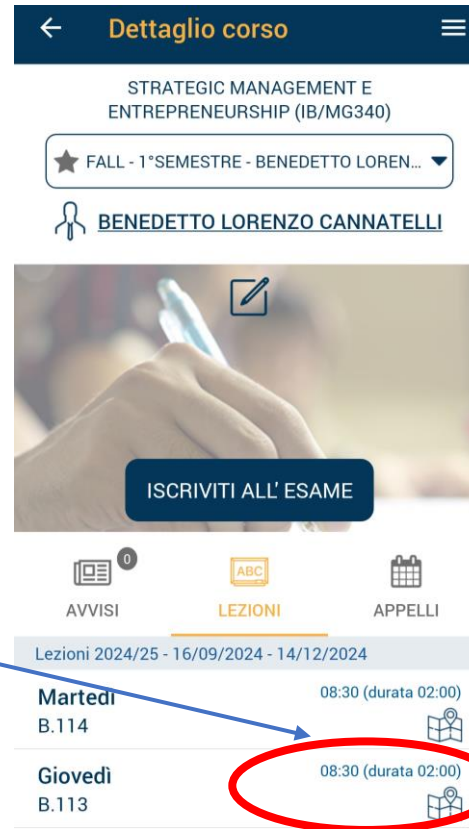 Dettaglio corso
STRATEGIC MANAGEMENT E
ENTREPRENEURSHIP (IB/MG340)
FALL - 1°SEMESTRE - BENEDETTO LOREN...
BENEDETTO LORENZO CANNATELLI
ISCRIVITI ALL' ESAME
0
ABC
AVVISI LEZIONI APPELLI
Lezioni 2024/25 - 16/09/2024 - 14/12/2024
Martedì 08:30 (durata 02:00)
B.114
Giovedì 08:30 (durata 02:00)
B.113